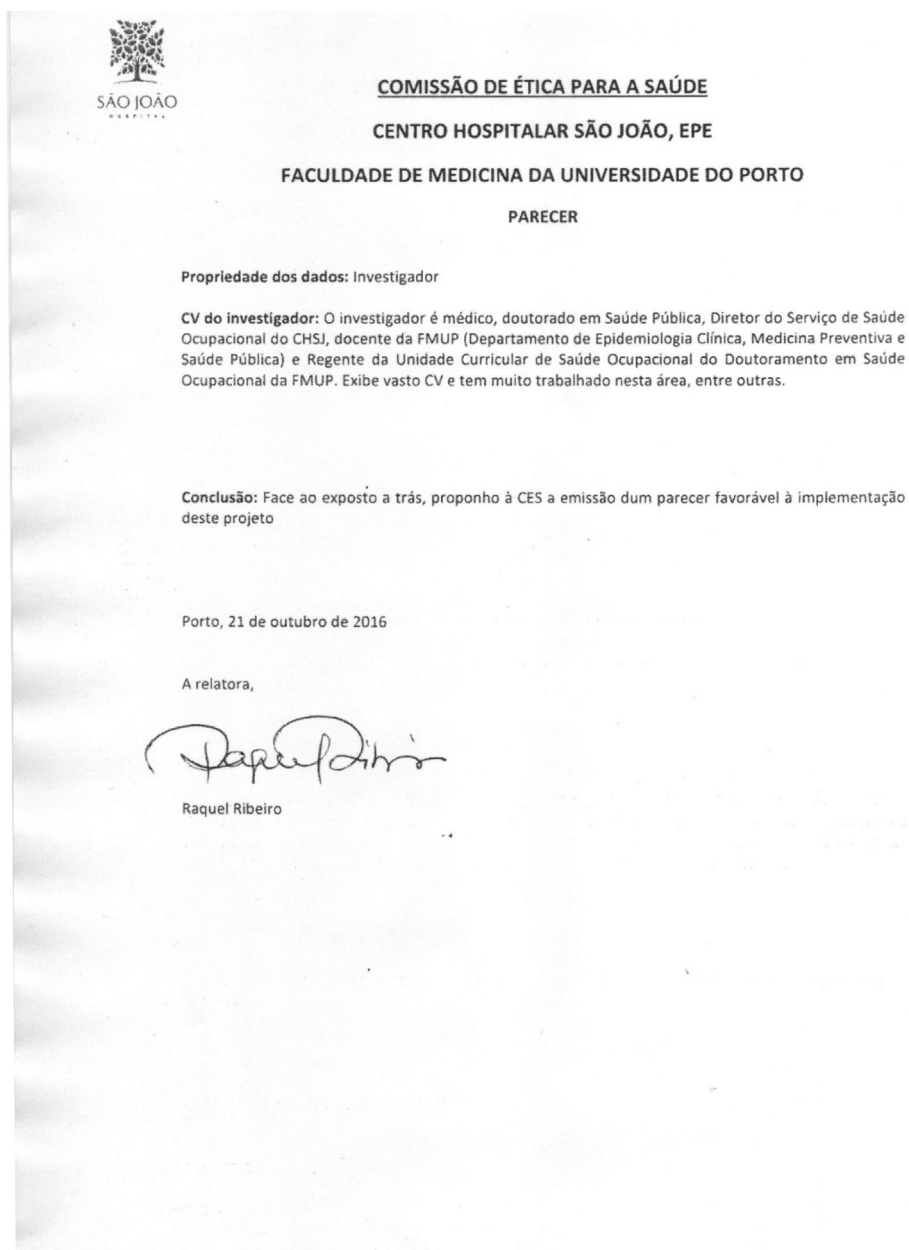 SÃO JOÃO
HOSPITAL
COMISSÃO DE ÉTICA PARA A SAÚDE
CENTRO HOSPITALAR SÃO JOÃO, EPE
FACULDADE DE MEDICINA DA UNIVERSIDADE DO PORTO
PARECER
Propriedade dos dados: Investigador
CV do investigador: O investigador é médico, doutorado em Saúde Pública, Diretor do Serviço de Saúde
Ocupacional do CHSJ, docente da FMUP (Departamento de Epidemiologia Clínica, Medicina Preventiva e
Saúde Pública) e Regente da Unidade Curricular de Saúde Ocupacional do Doutoramento em Saúde
Ocupacional da FMUP. Exibe vasto CV e tem muito trabalhado nesta área, entre outras.
Conclusão: Face ao exposto a trás, proponho à CES a emissão dum parecer favorável à implementação
deste projeto
Porto, 21 de outubro de 2016
A relatora,
Raquel Ribeiro
Raquel Ribeiro